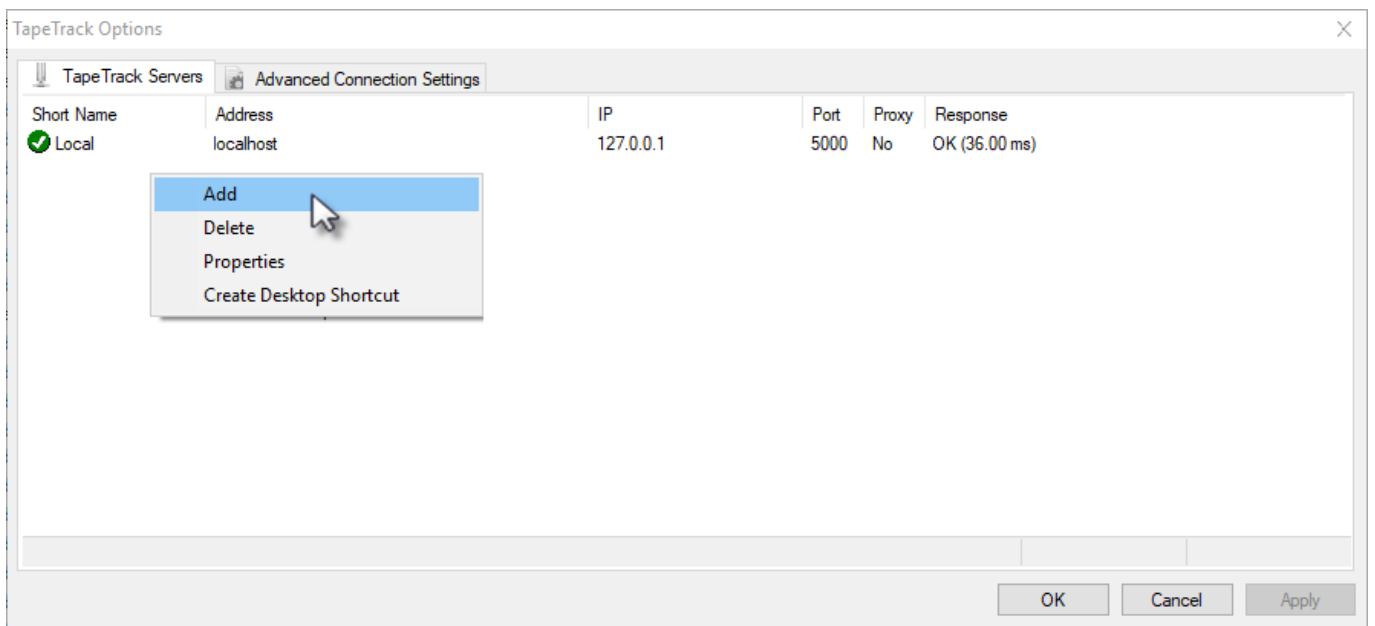 TapeTrack Options
TapeTrack Servers Advanced Connection Settings
Short Name Address IP Port Proxy Response
Local localhost 127.0.0.1 5000 No OK (36.00 ms)
Add
Delete
Properties
Create Desktop Shortcut
OK Cancel Apply